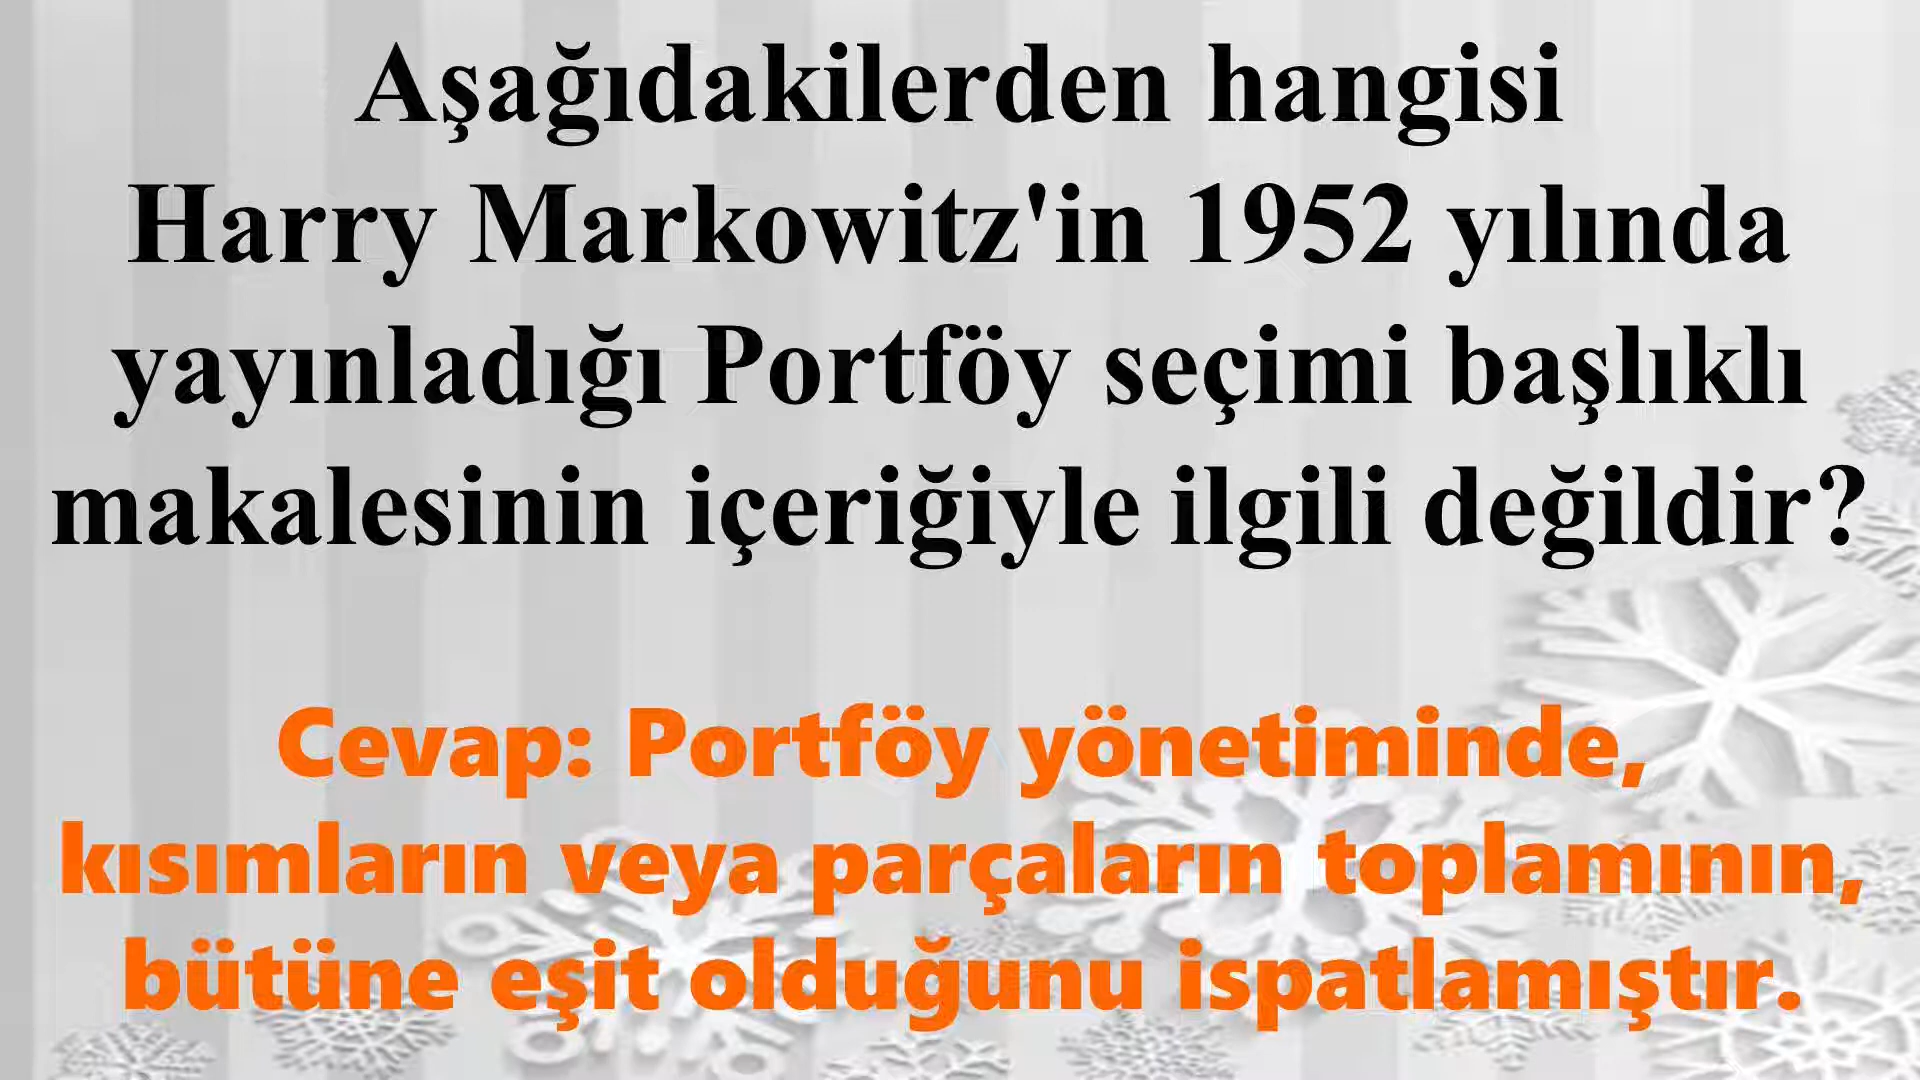 Aşağıdakilerden hangisi
Harry Markowitz'in 1952 yılında
yayınladığı Portföy seçimi başlıklı
makalesinin içeriğiyle ilgili değildir?
Cevap: Portföy yönetiminde,
kısımların veya parçaların toplamının,
bütüne eşit olduğunu ispatlamıştır.